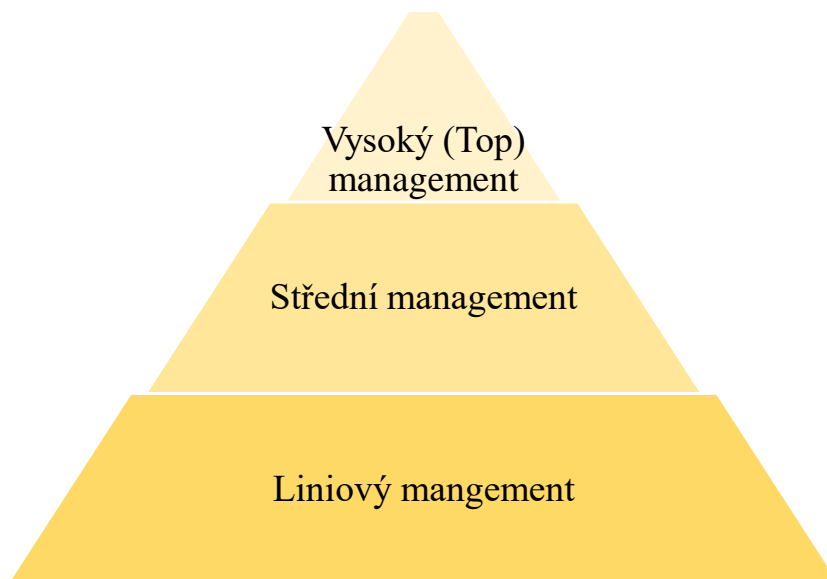 Vysoký (Top)
management
Střední management
Liniový mangement